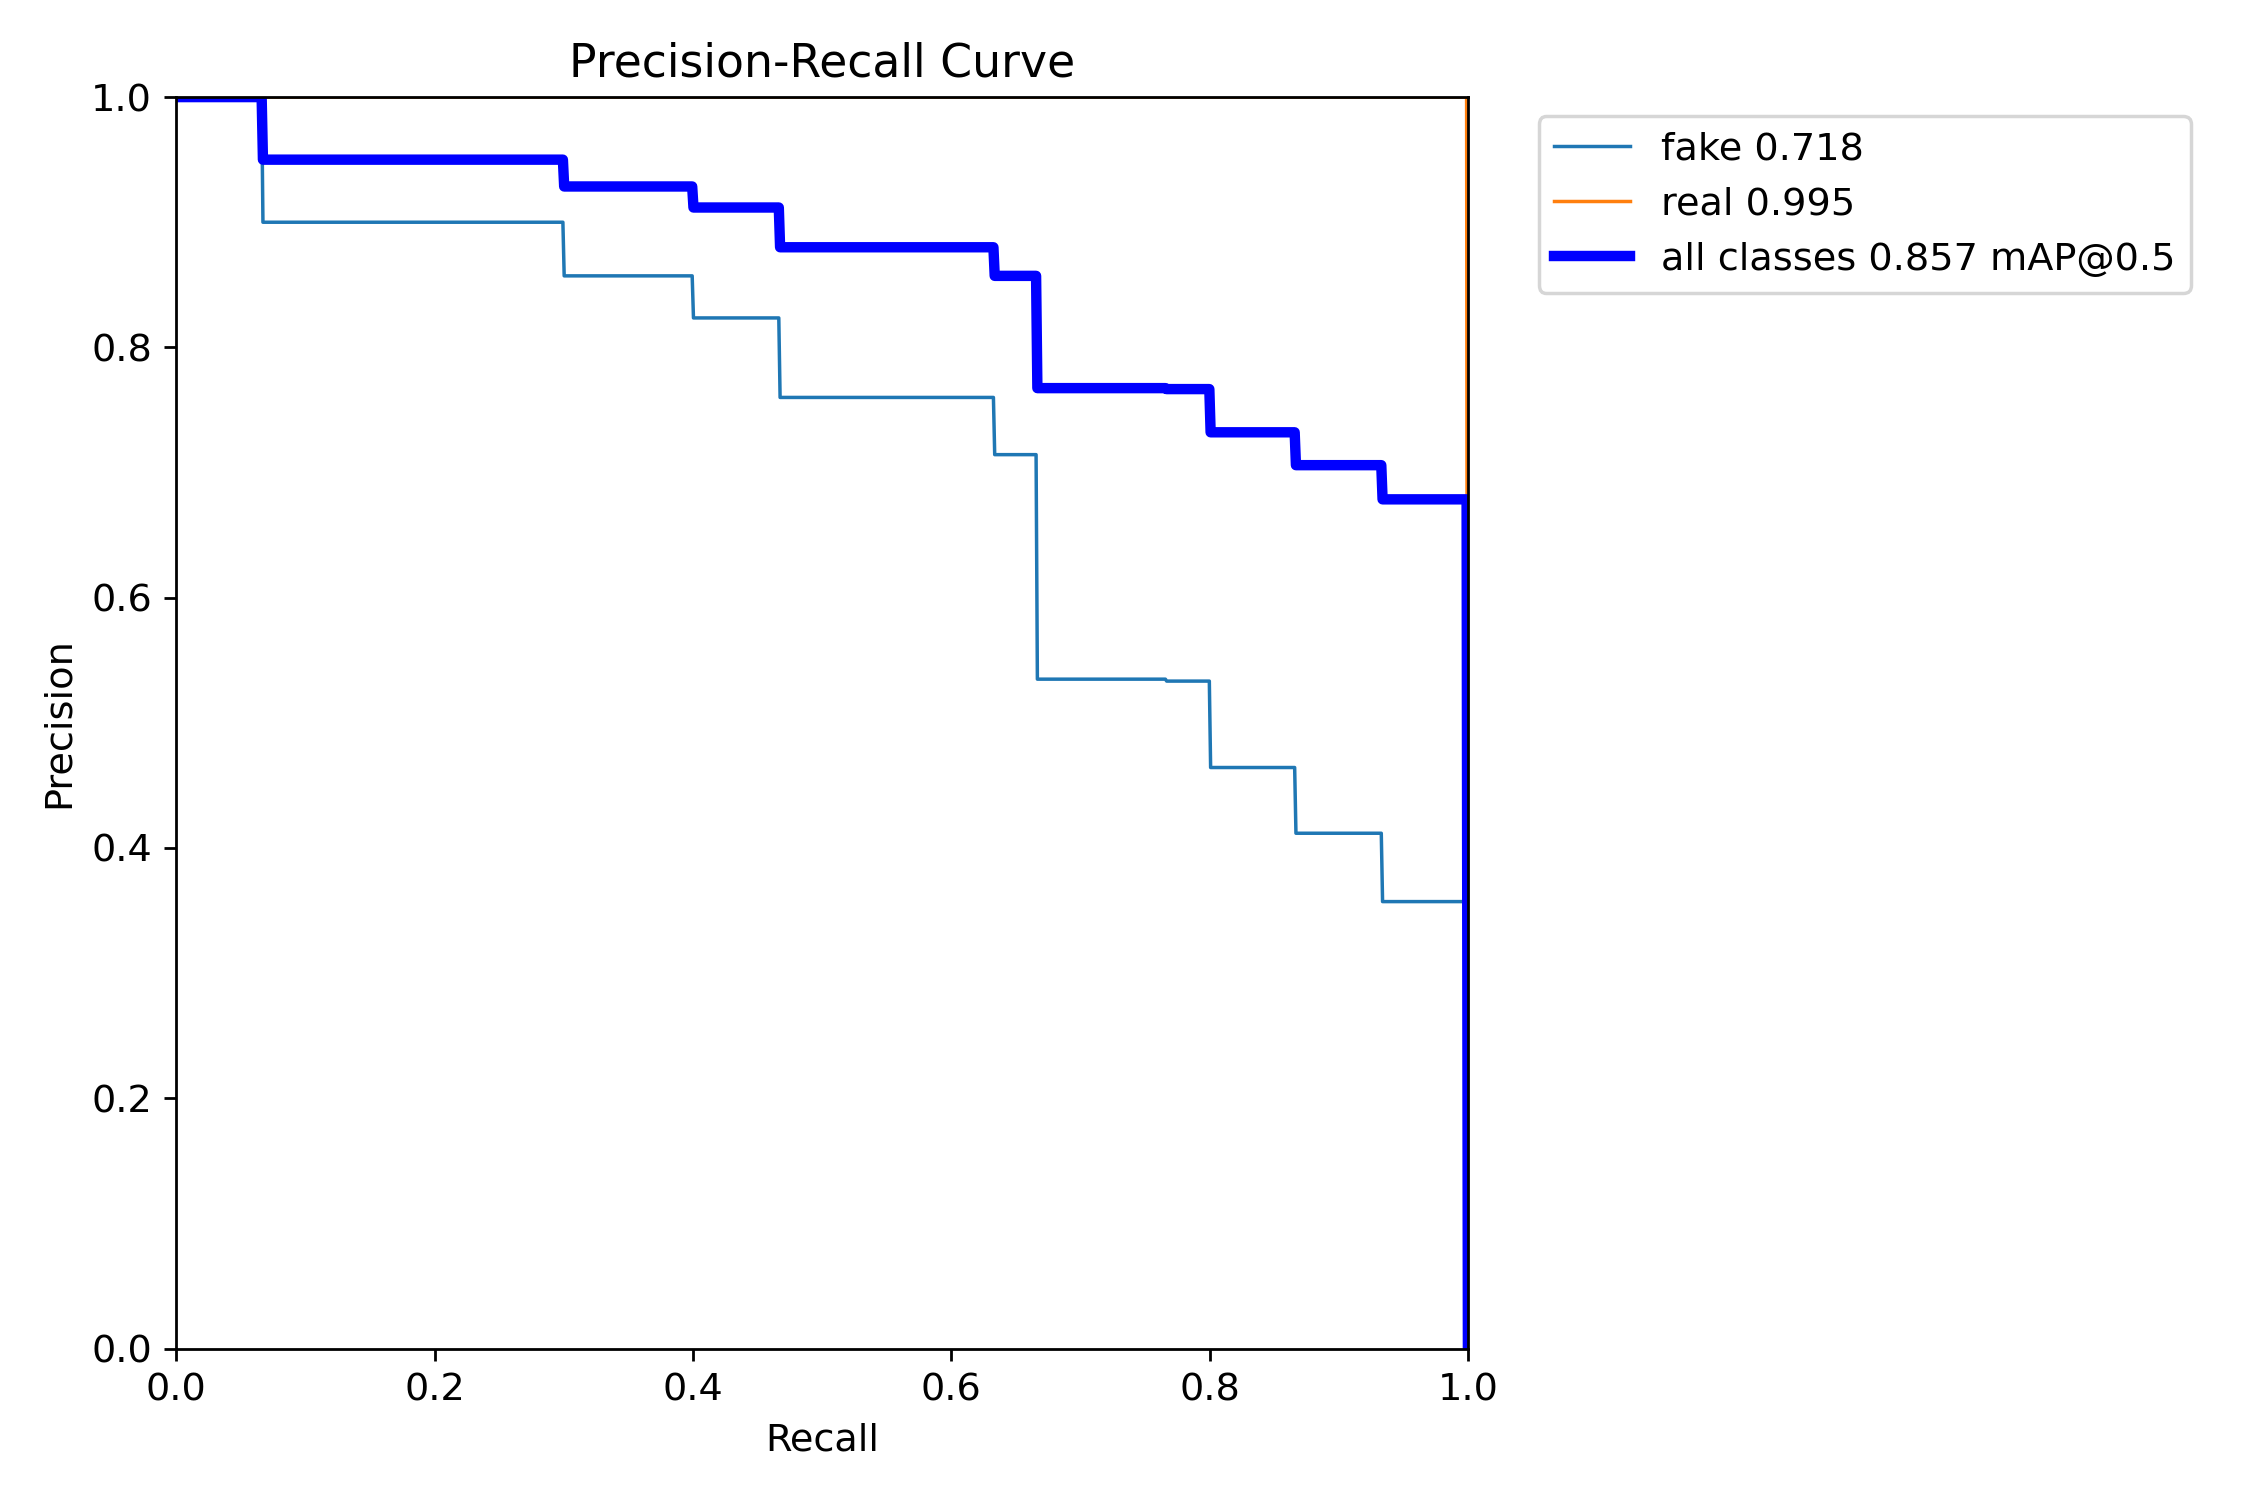 Precision-Recall Curve
1.0
0.8
0.6
0.4
0.2
0.0
Precision
0.0 0.2 0.4 0.6 0.8 1.0
Recall
fake 0.718
real 0.995
all classes 0.857 mAP@0.5